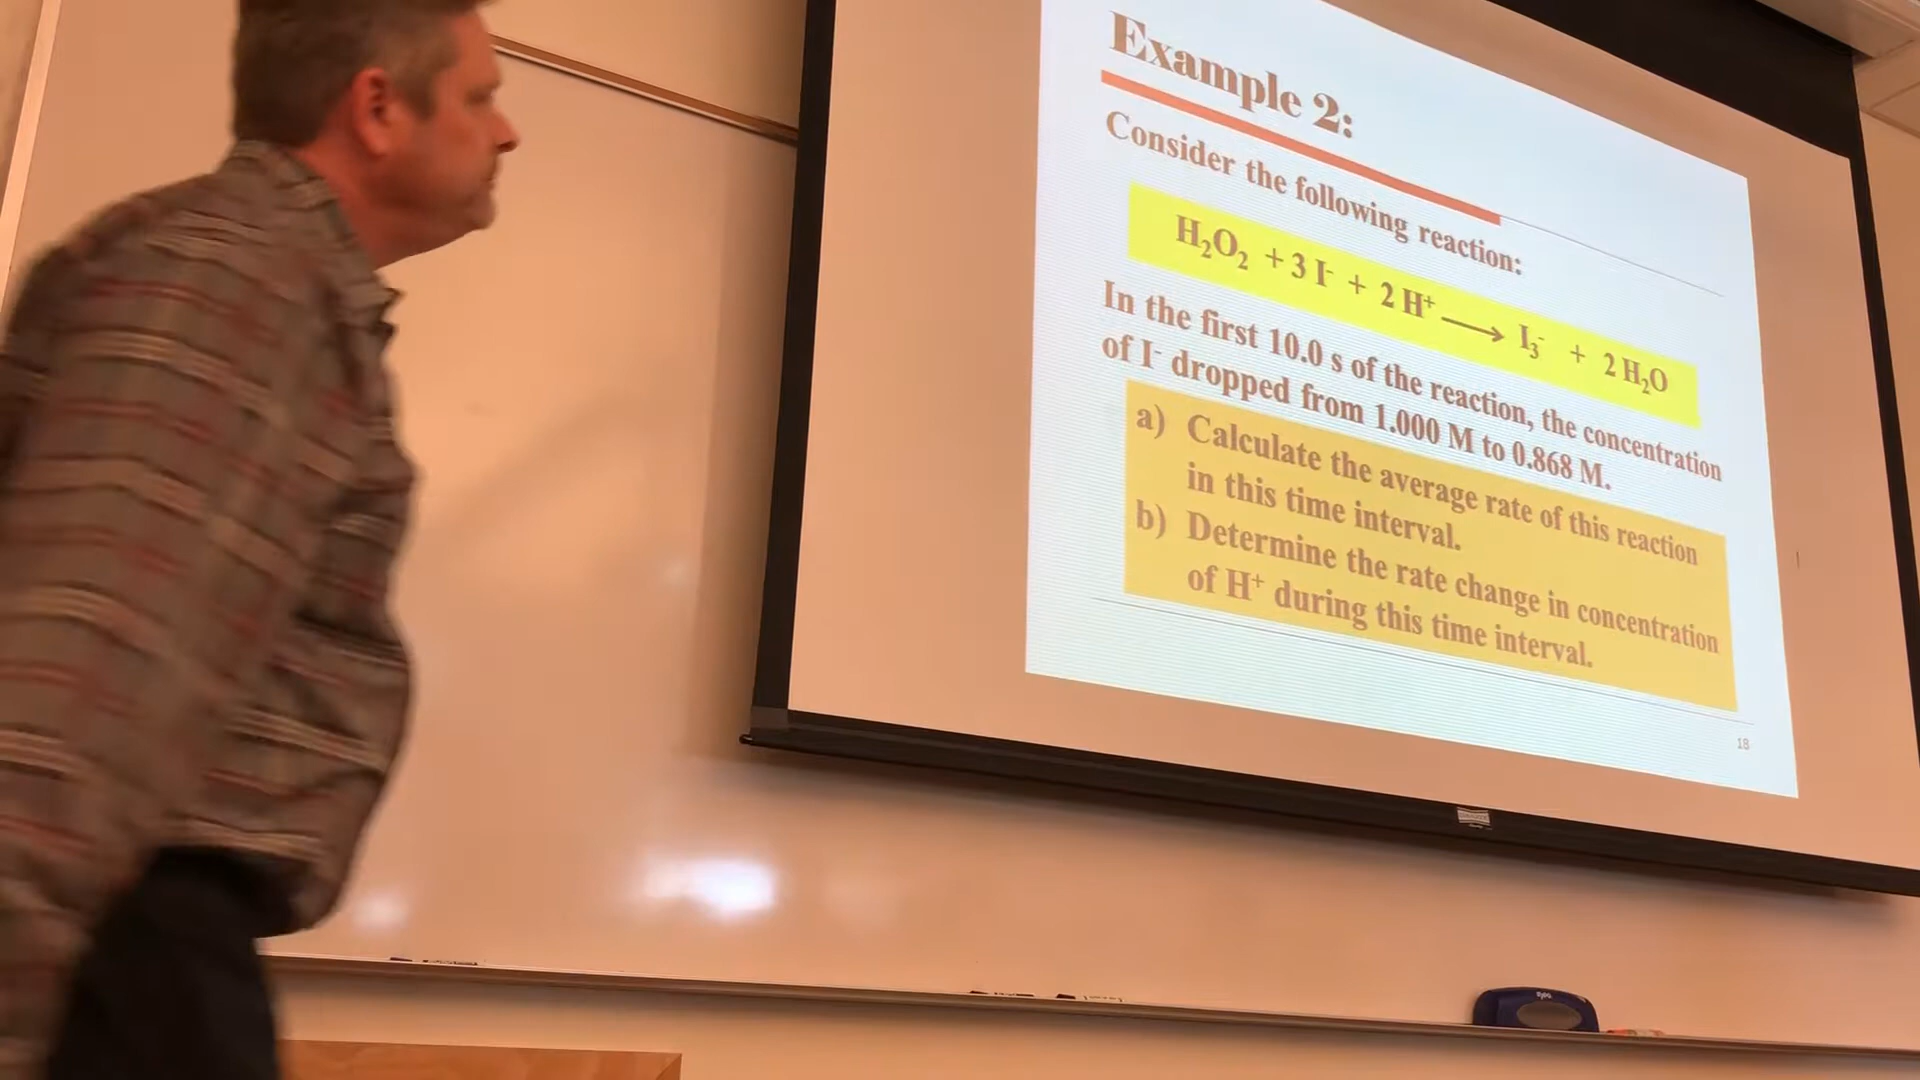 Example 2:
Consider the following reaction:
H₂O₂ + 3 I⁻ + 2 H⁺ ⟶ I₃⁻ + 2 H₂O
In the first 10.0 s of the reaction, the concentration
of I⁻ dropped from 1.000 M to 0.868 M.
a) Calculate the average rate of this reaction
in this time interval.
b) Determine the rate change in concentration
of H⁺ during this time interval.
18